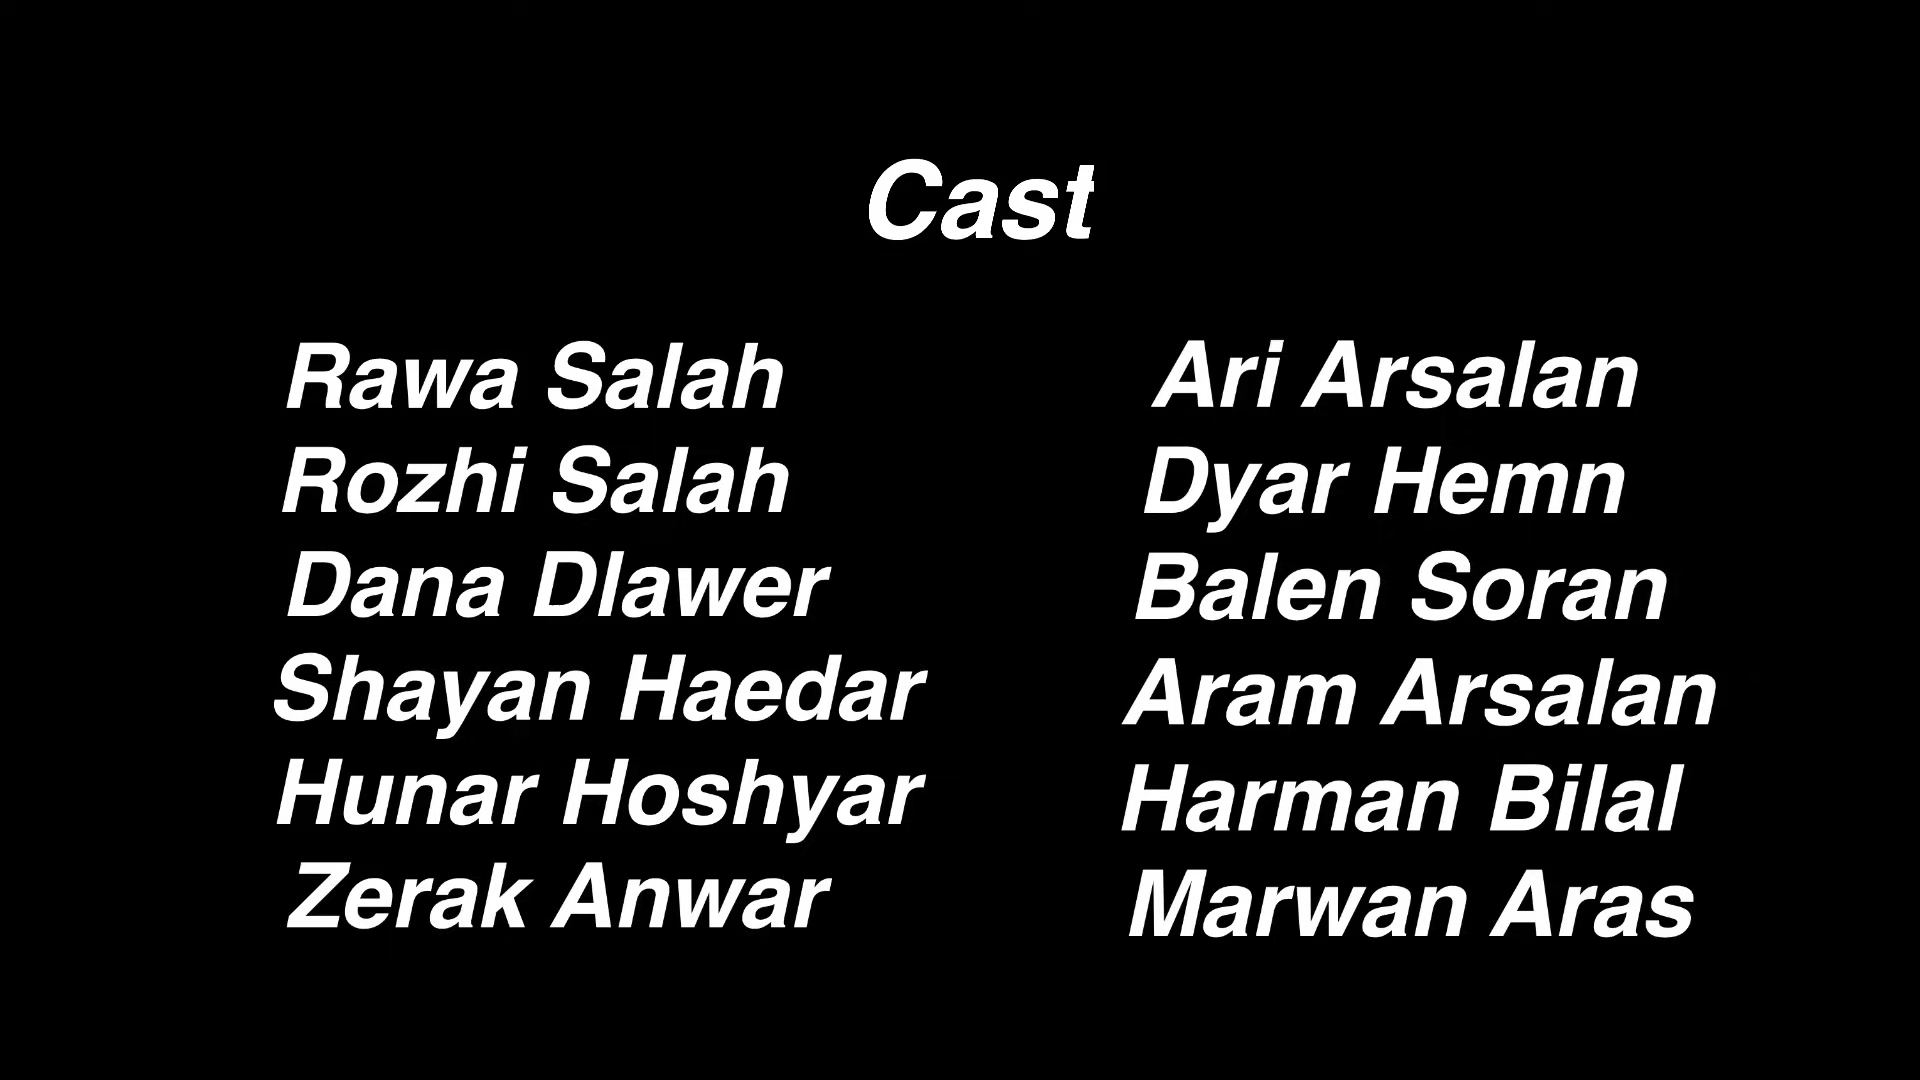 Cast
Rawa Salah
Rozhi Salah
Dana Dlawer
Shayan Haedar
Hunar Hoshyar
Zerak Anwar
Ari Arsalan
Dyar Hemn
Balen Soran
Aram Arsalan
Harman Bilal
Marwan Aras